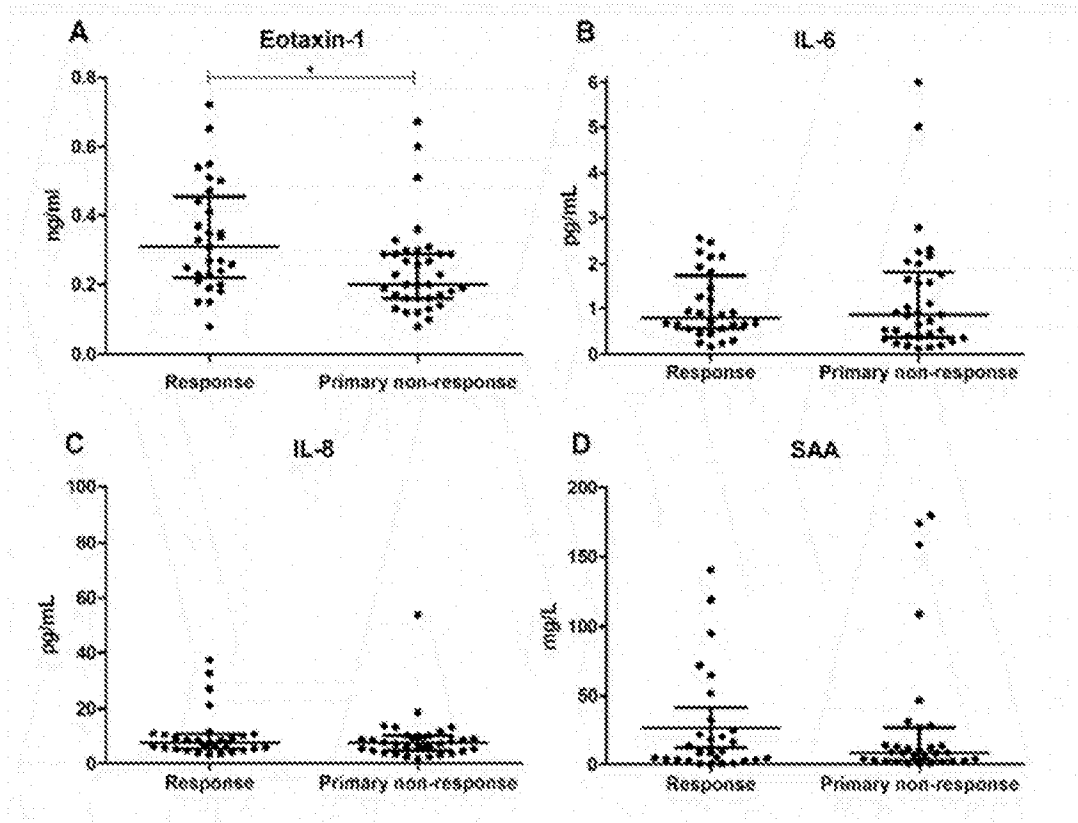 A
Eotaxin-1
ng/ml
0.8
0.6
0.4
0.2
0.0
*
Response
Primary non-response
B
IL-6
pg/mL
6
5
4
3
2
1
0
Response
Primary non-response
C
IL-8
pg/mL
100
80
60
40
20
0
Response
Primary non-response
D
SAA
mg/L
200
150
100
50
0
Response
Primary non-response